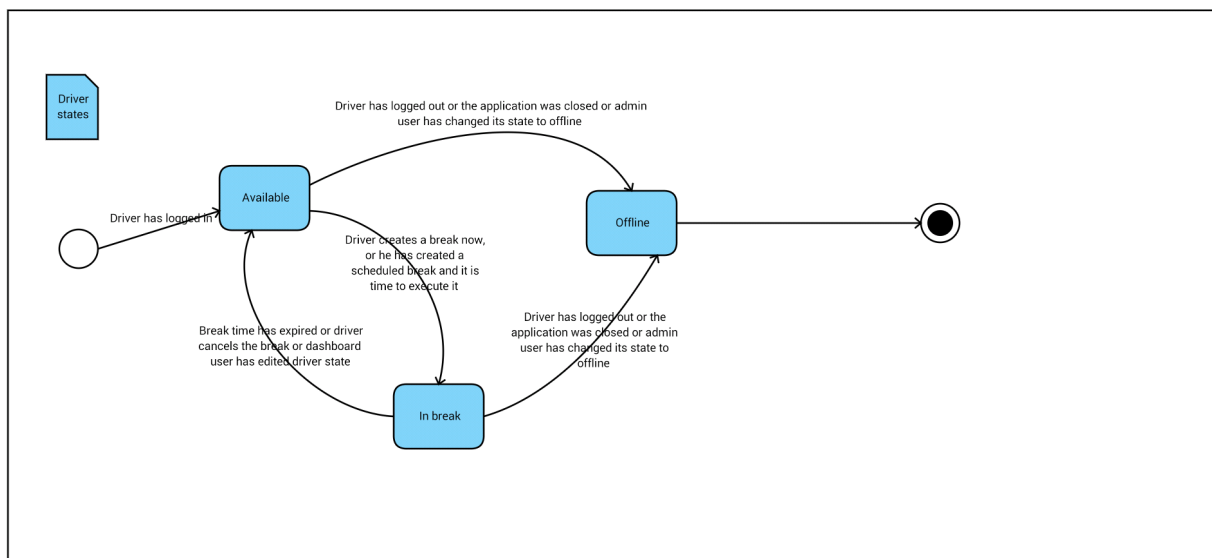 Driver
states
Driver has logged out or the application was closed or admin
user has changed its state to offline
Available
Driver has logged in
Offline
Driver creates a break now,
or he has created a
scheduled break and it is
time to execute it
Break time has expired or driver
cancels the break or dashboard
user has edited driver state
Driver has logged out or the
application was closed or admin
user has changed its state to
offline
In break